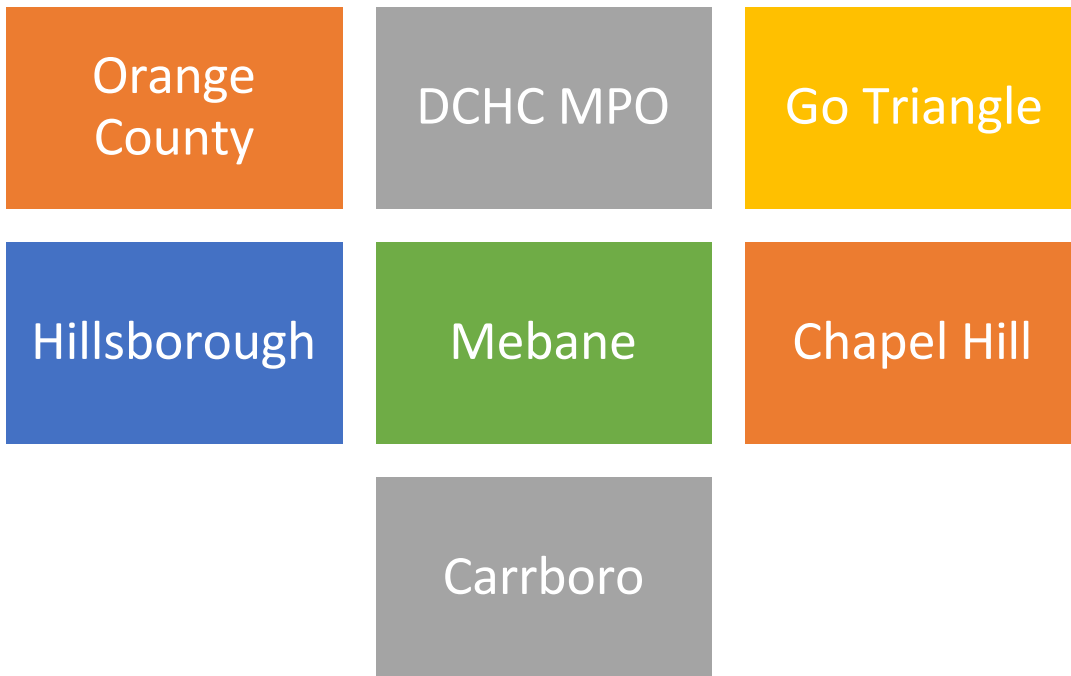 Orange
County
DCHC MPO
Go Triangle
Hillsborough
Mebane
Chapel Hill
Carrboro